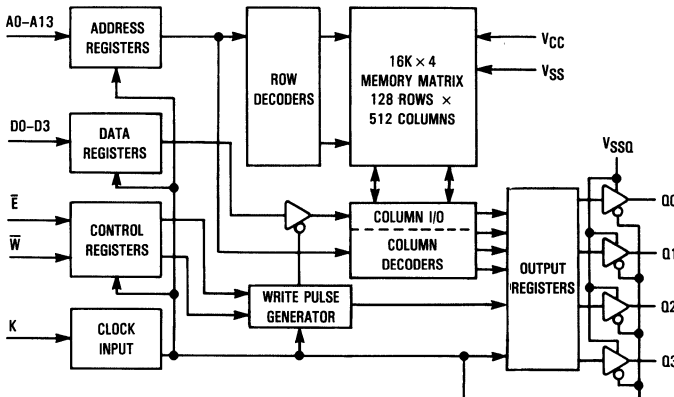 A0–A13
ADDRESS
REGISTERS
ROW
DECODERS
16K × 4
MEMORY MATRIX
128 ROWS ×
512 COLUMNS
VCC
VSS
D0–D3
DATA
REGISTERS
VSSQ
E̅
W̅
CONTROL
REGISTERS
COLUMN I/O
COLUMN
DECODERS
OUTPUT
REGISTERS
Q0
Q1
Q2
Q3
WRITE PULSE
GENERATOR
K
CLOCK
INPUT